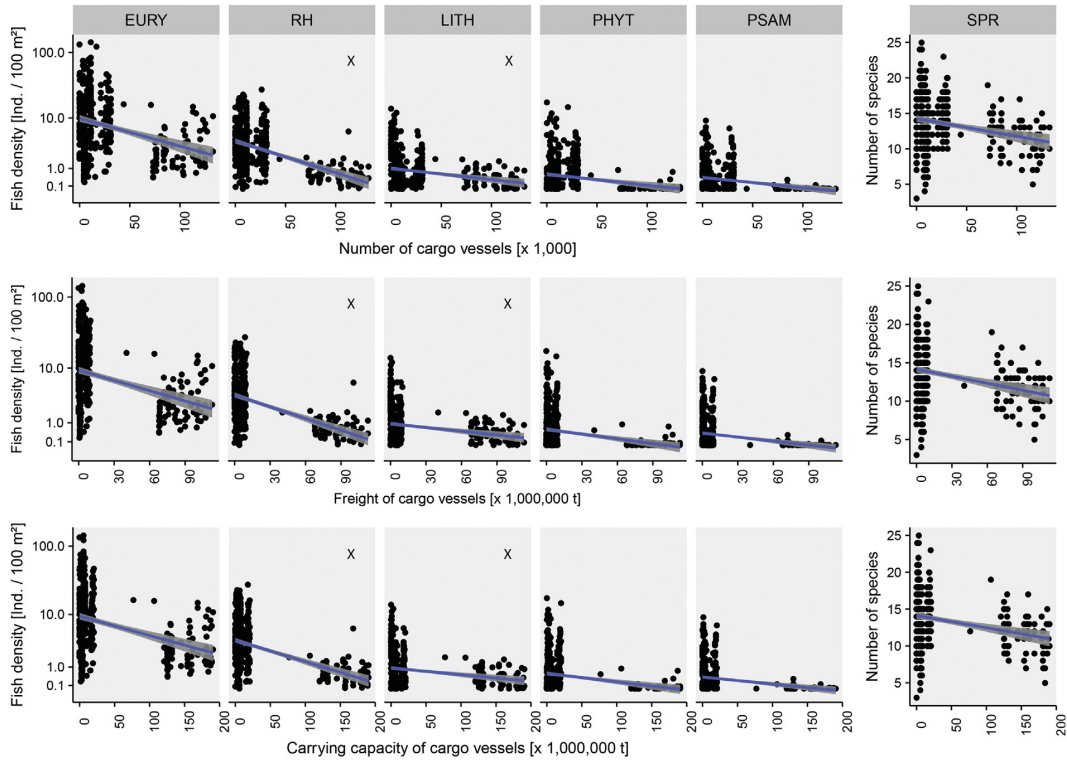 EURY RH LITH PHYT PSAM SPR
Fish density [Ind. / 100 m²]
100.0
10.0
1.0
0.1
X X
Number of species
25
20
15
10
5
0 50 100 0 50 100 0 50 100 0 50 100 0 50 100 0 50 100
Number of cargo vessels [x 1,000]
Fish density [Ind. / 100 m²]
100.0
10.0
1.0
0.1
X X
Number of species
25
20
15
10
5
0 30 60 90 0 30 60 90 0 30 60 90 0 30 60 90 0 30 60 90 0 30 60 90
Freight of cargo vessels [x 1,000,000 t]
Fish density [Ind. / 100 m²]
100.0
10.0
1.0
0.1
X X
Number of species
25
20
15
10
5
0 50 100 150 200 0 50 100 150 200 0 50 100 150 200 0 50 100 150 200 0 50 100 150 200 0 50 100 150 200
Carrying capacity of cargo vessels [x 1,000,000 t]